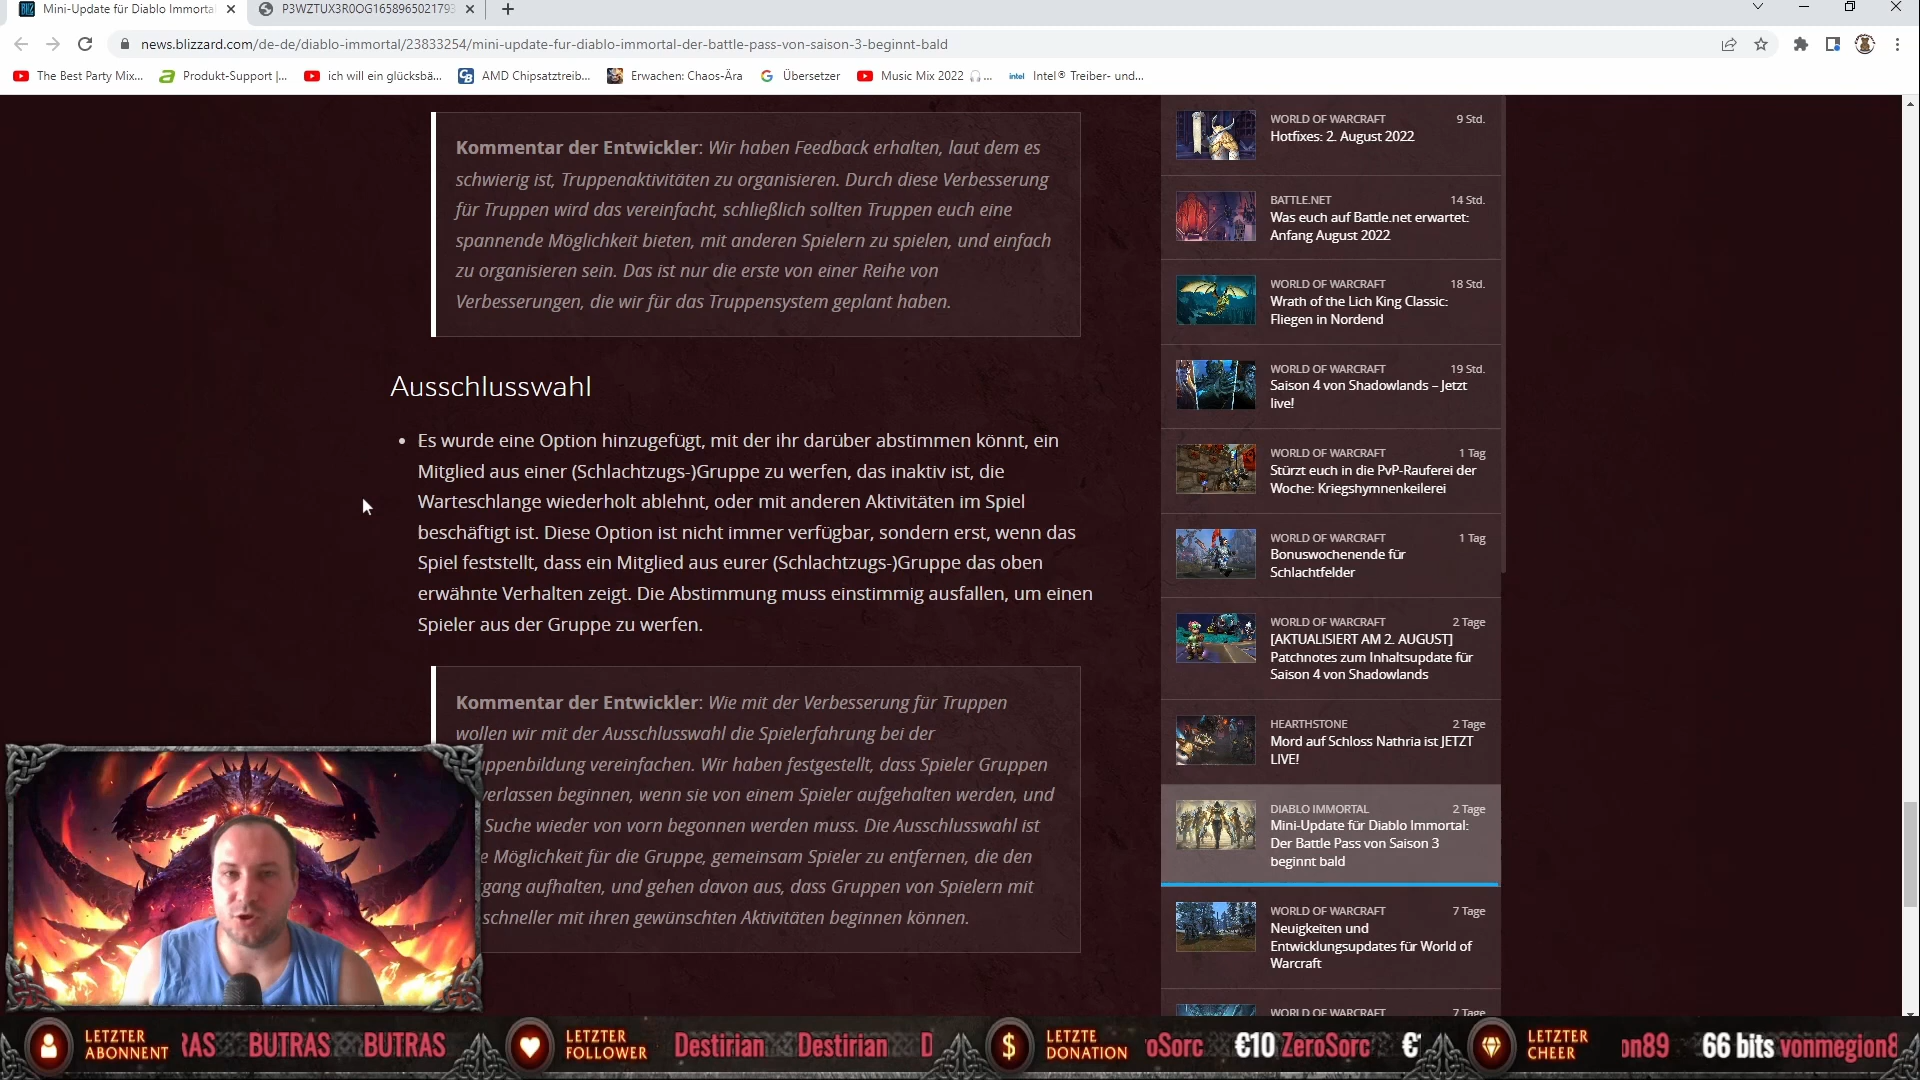 Mini-Update für Diablo Immortal
P3WZTUX3R0OG1658965021793
news.blizzard.com/de-de/diablo-immortal/23833254/mini-update-fur-diablo-immortal-der-battle-pass-von-saison-3-beginnt-bald
The Best Party Mix...
Produkt-Support |...
ich will ein glücksbä...
AMD Chipsatztreib...
Erwachen: Chaos-Ära
Übersetzer
Music Mix 2022 🎧...
Intel® Treiber- und...
Kommentar der Entwickler: Wir haben Feedback erhalten, laut dem es
schwierig ist, Truppenaktivitäten zu organisieren. Durch diese Verbesserung
für Truppen wird das vereinfacht, schließlich sollten Truppen euch eine
spannende Möglichkeit bieten, mit anderen Spielern zu spielen, und einfach
zu organisieren sein. Das ist nur die erste von einer Reihe von
Verbesserungen, die wir für das Truppensystem geplant haben.
Ausschlusswahl
• Es wurde eine Option hinzugefügt, mit der ihr darüber abstimmen könnt, ein
Mitglied aus einer (Schlachtzugs-)Gruppe zu werfen, das inaktiv ist, die
Warteschlange wiederholt ablehnt, oder mit anderen Aktivitäten im Spiel
beschäftigt ist. Diese Option ist nicht immer verfügbar, sondern erst, wenn das
Spiel feststellt, dass ein Mitglied aus eurer (Schlachtzugs-)Gruppe das oben
erwähnte Verhalten zeigt. Die Abstimmung muss einstimmig ausfallen, um einen
Spieler aus der Gruppe zu werfen.
Kommentar der Entwickler: Wie mit der Verbesserung für Truppen
wollen wir mit der Ausschlusswahl die Spielerfahrung bei der
uppenbildung vereinfachen. Wir haben festgestellt, dass Spieler Gruppen
verlassen beginnen, wenn sie von einem Spieler aufgehalten werden, und
Suche wieder von vorn begonnen werden muss. Die Ausschlusswahl ist
e Möglichkeit für die Gruppe, gemeinsam Spieler zu entfernen, die den
gang aufhalten, und gehen davon aus, dass Gruppen von Spielern mit
schneller mit ihren gewünschten Aktivitäten beginnen können.
WORLD OF WARCRAFT 9 Std.
Hotfixes: 2. August 2022
BATTLE.NET 14 Std.
Was euch auf Battle.net erwartet:
Anfang August 2022
WORLD OF WARCRAFT 18 Std.
Wrath of the Lich King Classic:
Fliegen in Nordend
WORLD OF WARCRAFT 19 Std.
Saison 4 von Shadowlands – Jetzt
live!
WORLD OF WARCRAFT 1 Tag
Stürzt euch in die PvP-Rauferei der
Woche: Kriegshymnenkeilerei
WORLD OF WARCRAFT 1 Tag
Bonuswochenende für
Schlachtfelder
WORLD OF WARCRAFT 2 Tage
[AKTUALISIERT AM 2. AUGUST]
Patchnotes zum Inhaltsupdate für
Saison 4 von Shadowlands
HEARTHSTONE 2 Tage
Mord auf Schloss Nathria ist JETZT
LIVE!
DIABLO IMMORTAL 2 Tage
Mini-Update für Diablo Immortal:
Der Battle Pass von Saison 3
beginnt bald
WORLD OF WARCRAFT 7 Tage
Neuigkeiten und
Entwicklungsupdates für World of
Warcraft
WORLD OF WARCRAFT 7 Tage
LETZTER
ABONNENT
RAS BUTRAS BUTRAS
LETZTER
FOLLOWER
Destirian Destirian D
LETZTE
DONATION
oSorc €10 ZeroSorc €
LETZTER
CHEER
on89 66 bits vonmegion8